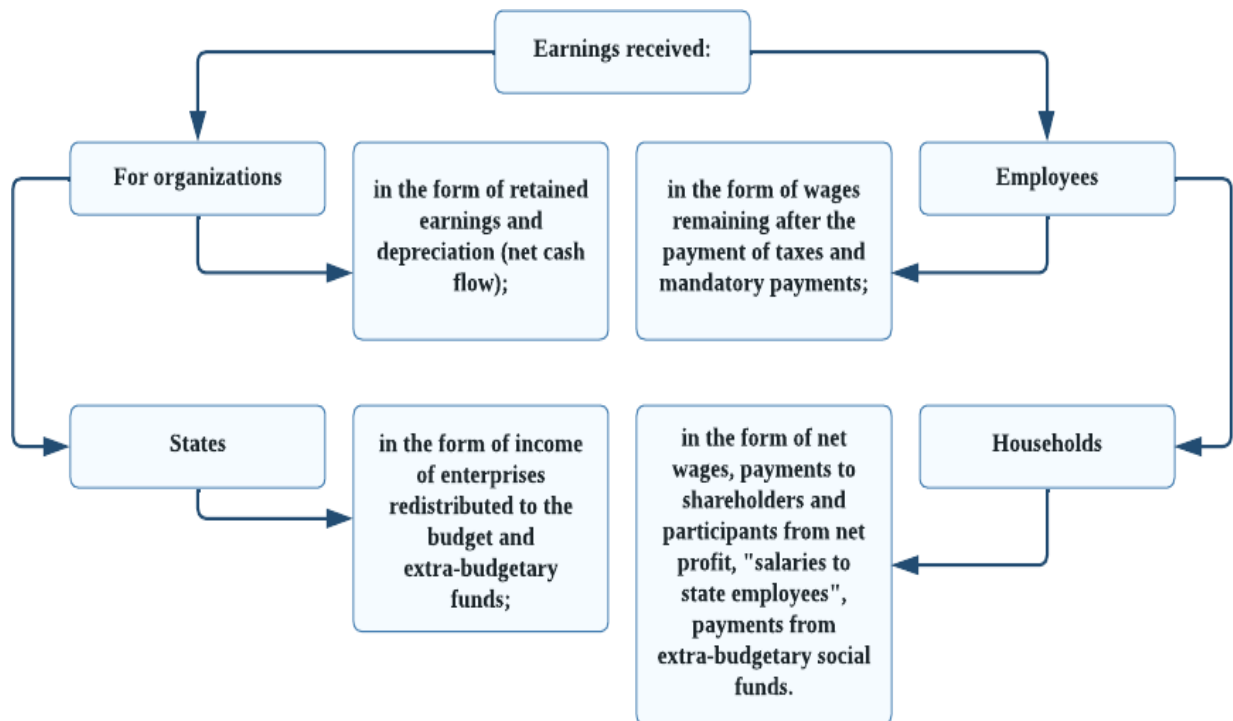 Earnings received:
For organizations
in the form of retained
earnings and
depreciation (net cash
flow);
in the form of wages
remaining after the
payment of taxes and
mandatory payments;
Employees
States
in the form of income
of enterprises
redistributed to the
budget and
extra-budgetary
funds;
in the form of net
wages, payments to
shareholders and
participants from net
profit, "salaries to
state employees",
payments from
extra-budgetary social
funds.
Households